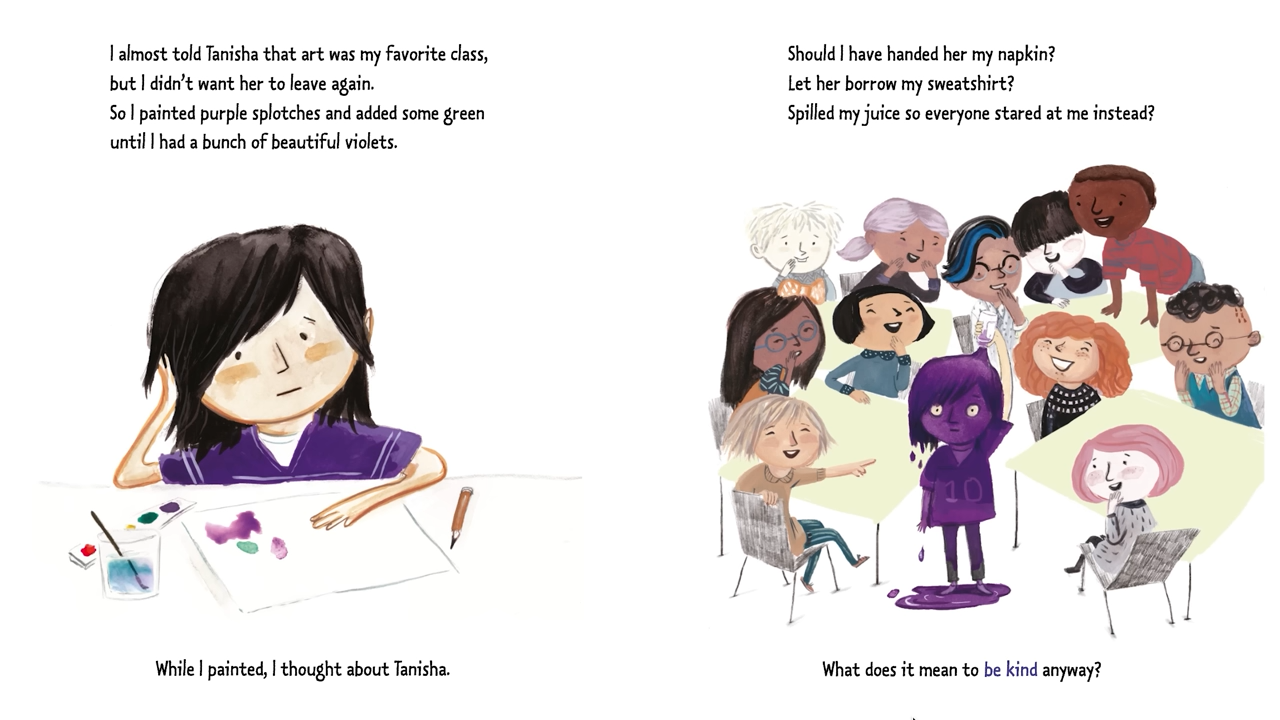 I almost told Tanisha that art was my favorite class,
but I didn't want her to leave again.
So I painted purple splotches and added some green
until I had a bunch of beautiful violets.
While I painted, I thought about Tanisha.
Should I have handed her my napkin?
Let her borrow my sweatshirt?
Spilled my juice so everyone stared at me instead?
10
What does it mean to be kind anyway?